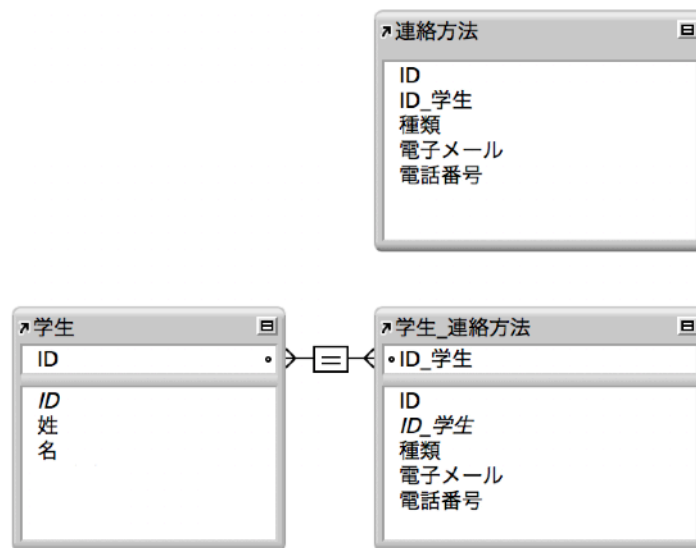 連絡方法
ID
ID_学生
種類
電子メール
電話番号
学生
ID
ID
姓
名
=
学生_連絡方法
ID_学生
ID
ID_学生
種類
電子メール
電話番号